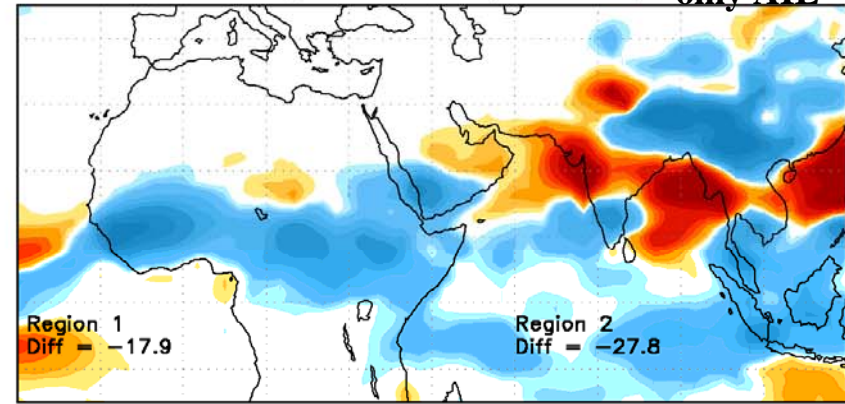 Region 1
Diff = −17.9
Region 2
Diff = −27.8